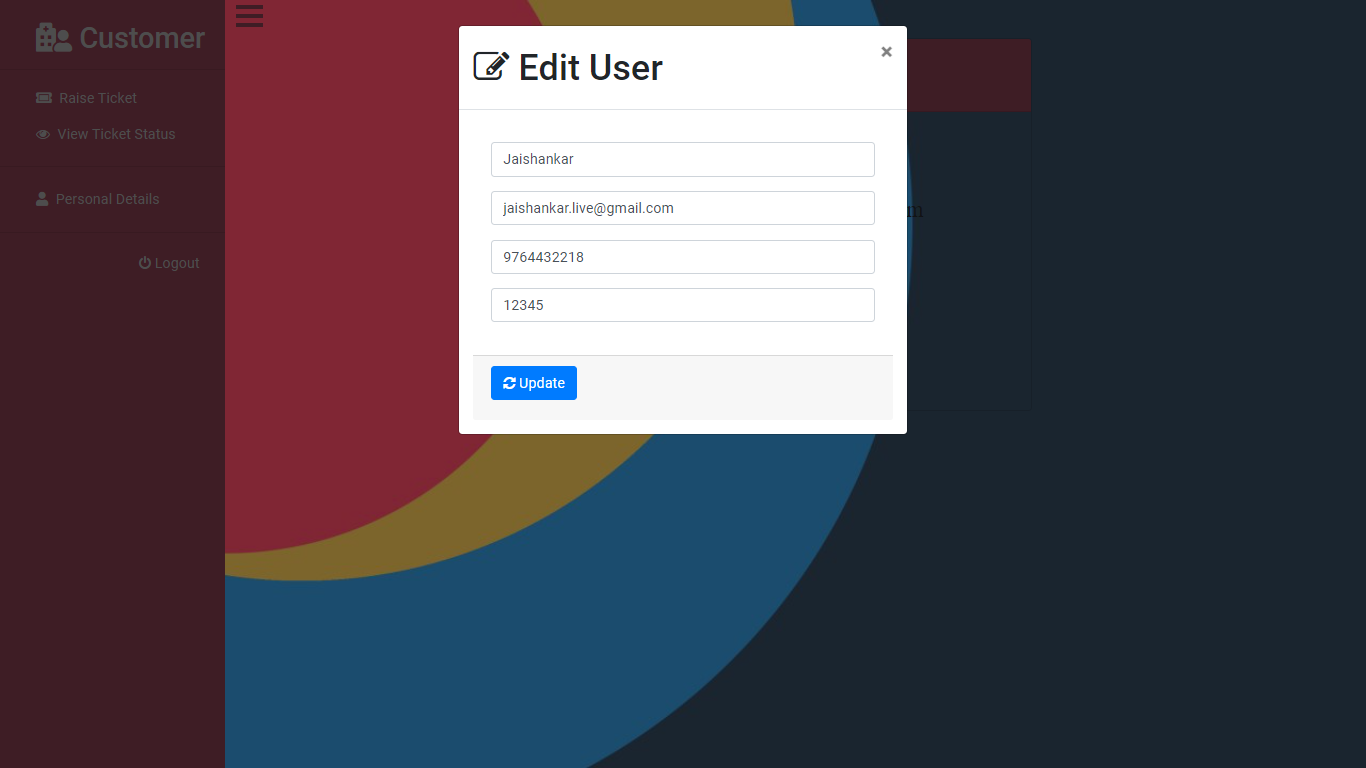 Customer
Raise Ticket
View Ticket Status
Personal Details
Logout
Edit User
×
Jaishankar
jaishankar.live@gmail.com
9764432218
12345
Update